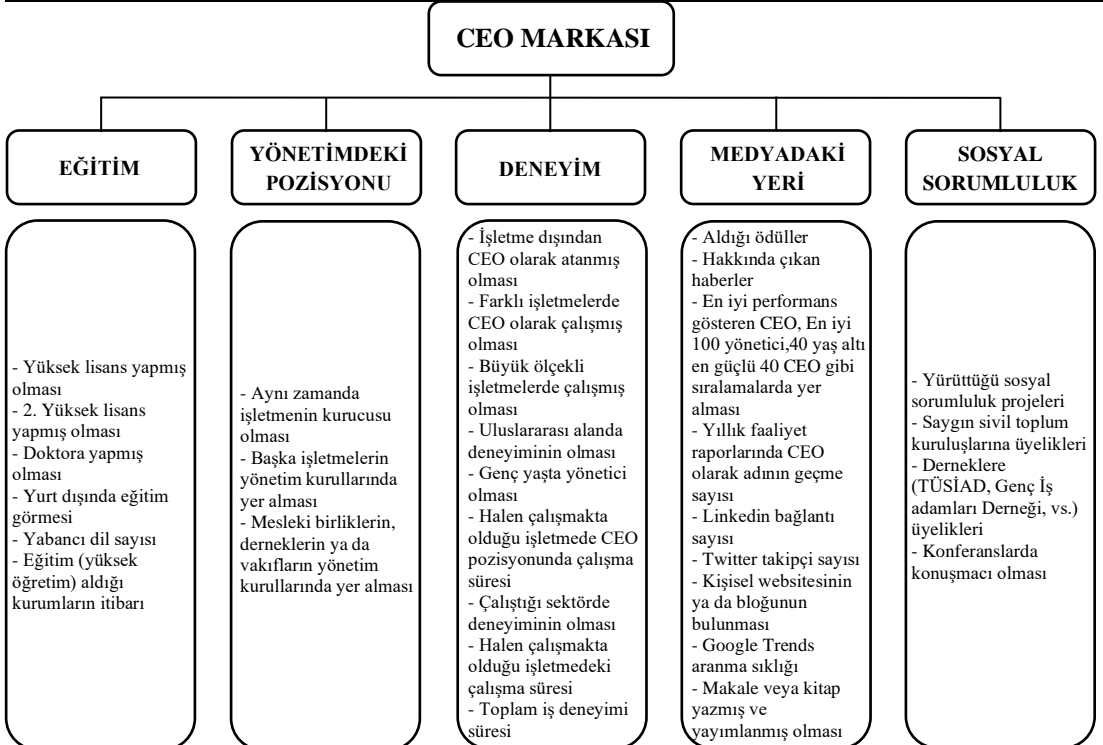 CEO MARKASI
EĞİTİM
YÖNETİMDEKİ
POZİSYONU
DENEYİM
MEDYADAKİ
YERİ
SOSYAL
SORUMLULUK
- Yüksek lisans yapmış
olması
- 2. Yüksek lisans
yapmış olması
- Doktora yapmış
olması
- Yurt dışında eğitim
görmesi
- Yabancı dil sayısı
- Eğitim (yüksek
öğretim) aldığı
kurumların itibarı
- Aynı zamanda
işletmenin kurucusu
olması
- Başka işletmelerin
yönetim kurullarında
yer alması
- Mesleki birliklerin,
derneklerin ya da
vakıfların yönetim
kurullarında yer alması
- İşletme dışından
CEO olarak atanmış
olması
- Farklı işletmelerde
CEO olarak çalışmış
olması
- Büyük ölçekli
işletmelerde çalışmış
olması
- Uluslararası alanda
deneyiminin olması
- Genç yaşta yönetici
olması
- Halen çalışmakta
olduğu işletmede CEO
pozisyonunda çalışma
süresi
- Çalıştığı sektörde
deneyiminin olması
- Halen çalışmakta
olduğu işletmedeki
çalışma süresi
- Toplam iş deneyimi
süresi
- Aldığı ödüller
- Hakkında çıkan
haberler
- En iyi performans
gösteren CEO, En iyi
100 yönetici,40 yaş altı
en güçlü 40 CEO gibi
sıralamalarda yer
alması
- Yıllık faaliyet
raporlarında CEO
olarak adının geçme
sayısı
- Linkedin bağlantı
sayısı
- Twitter takipçi sayısı
- Kişisel websitesinin
ya da bloğunun
bulunması
- Google Trends
aranma sıklığı
- Makale veya kitap
yazmış ve
yayımlanmış olması
- Yürüttüğü sosyal
sorumluluk projeleri
- Saygın sivil toplum
kuruluşlarına üyelikleri
- Derneklere
(TÜSİAD, Genç İş
adamları Derneği, vs.)
üyelikleri
- Konferanslarda
konuşmacı olması